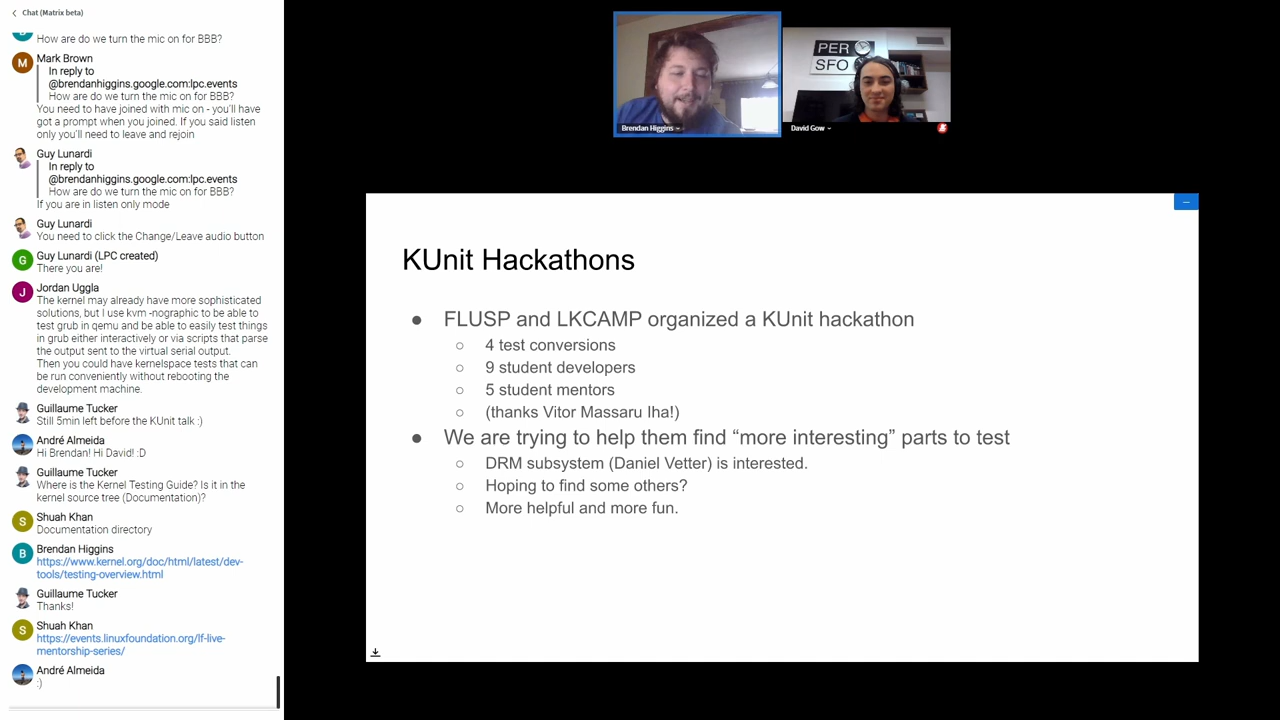 Chat (Matrix beta)
How are do we turn the mic on for BBB?
Mark Brown
In reply to
@brendanhiggins.google.com:lpc.events
How are do we turn the mic on for BBB?
You need to have joined with mic on - you'll have
got a prompt when you joined. If you said listen
only you'll need to leave and rejoin
Guy Lunardi
In reply to
@brendanhiggins.google.com:lpc.events
How are do we turn the mic on for BBB?
If you are in listen only mode
Guy Lunardi
You need to click the Change/Leave audio button
G
Guy Lunardi (LPC created)
There you are!
J
Jordan Uggla
The kernel may already have more sophisticated
solutions, but I use kvm -nographic to be able to
test grub in qemu and be able to easily test things
in grub either interactively or via scripts that parse
the output sent to the virtual serial output.
Then you could have kernelspace tests that can
be run conveniently without rebooting the
development machine.
Guillaume Tucker
Still 5min left before the KUnit talk :)
André Almeida
Hi Brendan! Hi David! :D
Guillaume Tucker
Where is the Kernel Testing Guide? Is it in the
kernel source tree (Documentation)?
S
Shuah Khan
Documentation directory
B
Brendan Higgins
https://www.kernel.org/doc/html/latest/dev-
tools/testing-overview.html
Guillaume Tucker
Thanks!
S
Shuah Khan
https://events.linuxfoundation.org/lf-live-
mentorship-series/
André Almeida
:)
M
PER
SFO
Brendan Higgins
David Gow
KUnit Hackathons
● FLUSP and LKCAMP organized a KUnit hackathon
○ 4 test conversions
○ 9 student developers
○ 5 student mentors
○ (thanks Vitor Massaru Iha!)
● We are trying to help them find “more interesting” parts to test
○ DRM subsystem (Daniel Vetter) is interested.
○ Hoping to find some others?
○ More helpful and more fun.